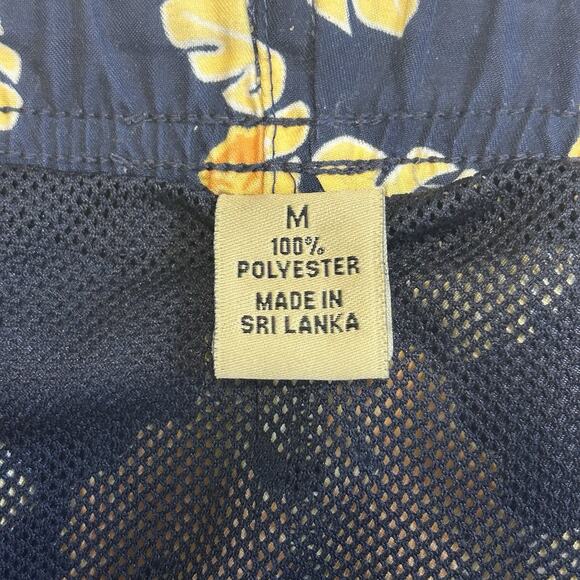 M
100%
POLYESTER
MADE IN
SRI LANKA